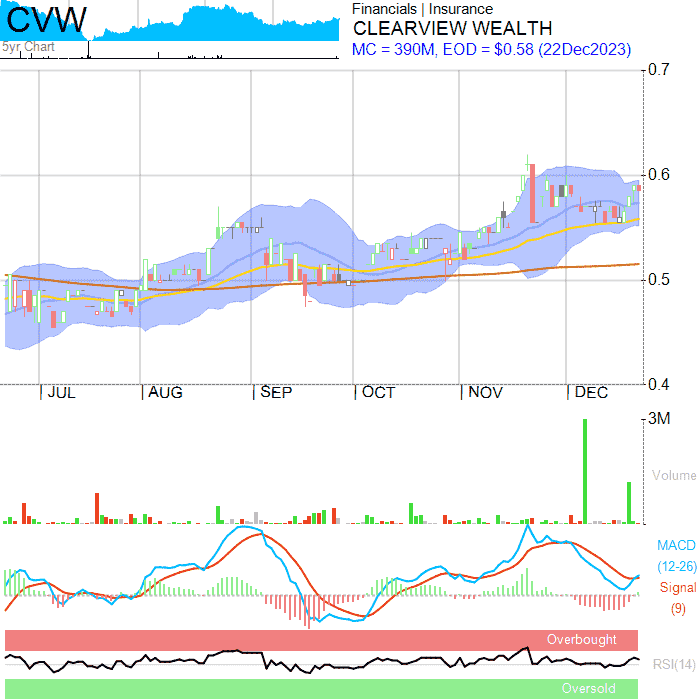 CVW
5yr Chart
Financials | Insurance
CLEARVIEW WEALTH
MC = 390M, EOD = $0.58 (22Dec2023)
0.7
0.6
0.5
0.4
| JUL | AUG | SEP | OCT | NOV | DEC
3M
Volume
MACD
(12-26)
Signal
(9)
Overbought
RSI(14)
Oversold